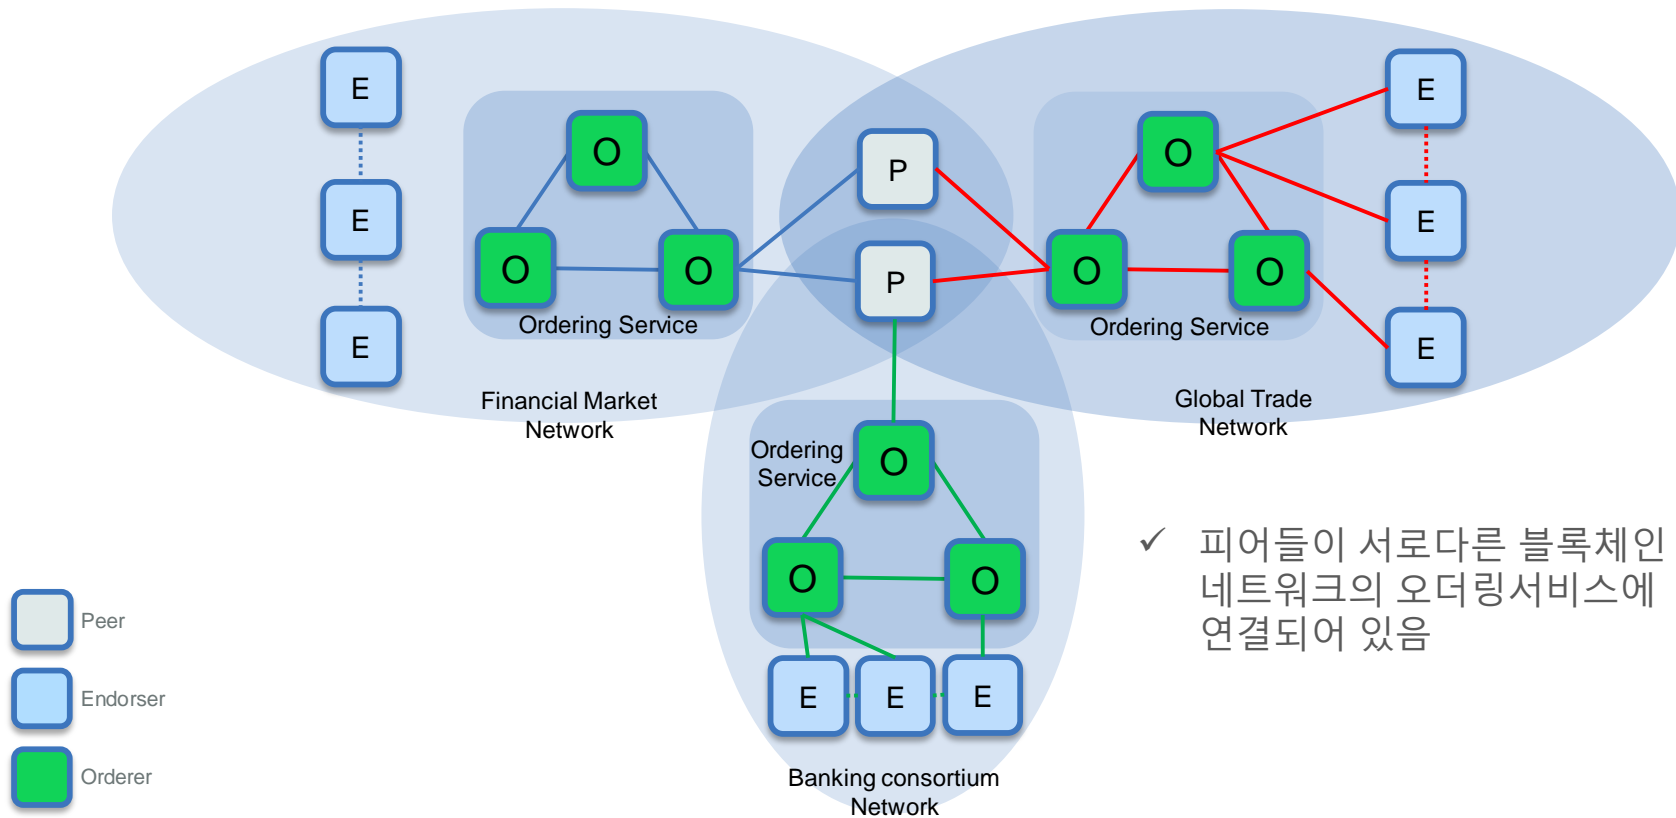 E
E
E
O
O
O
Ordering Service
Financial Market
Network
P
P
O
O
O
Ordering Service
E
E
E
Global Trade
Network
Ordering
Service
O
O
O
E
E
E
Banking consortium
Network
✓ 피어들이 서로다른 블록체인
네트워크의 오더링서비스에
연결되어 있음
Peer
Endorser
Orderer